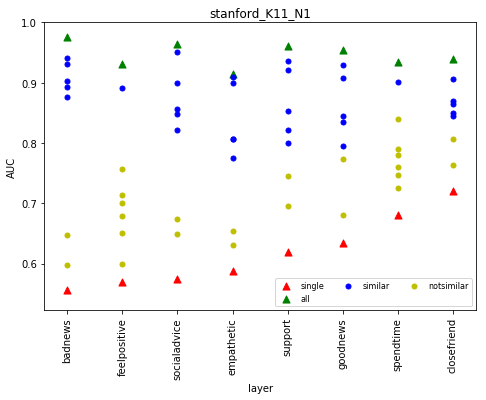 stanford_K11_N1
AUC
1.0
0.9
0.8
0.7
0.6
single
similar
notsimilar
all
badnews
feelpositive
socialadvice
empathetic
support
goodnews
spendtime
closefriend
layer